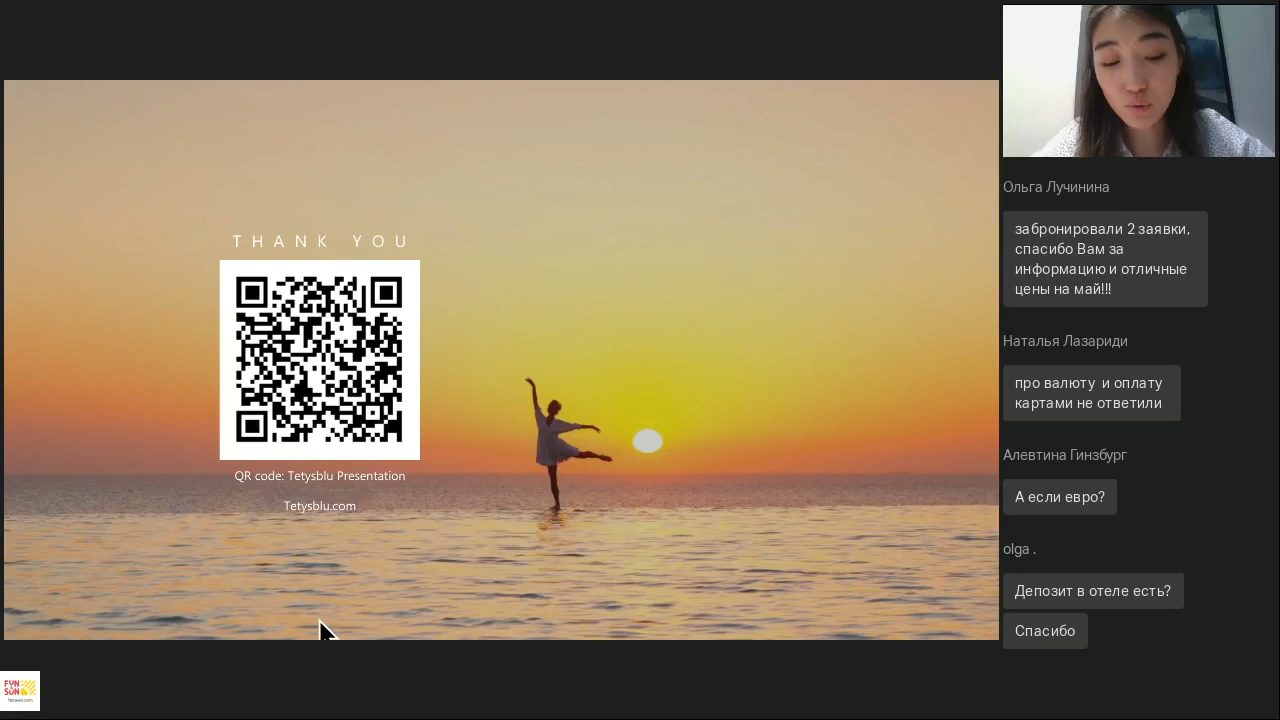 THANK YOU
QR code: Tetysblu Presentation
Tetysblu.com
FUN
SUN
Ольга Лучинина
забронировали 2 заявки,
спасибо Вам за
информацию и отличные
цены на май!!!
Наталья Лазариди
про валюту и оплату
картами не ответили
Алевтина Гинзбург
А если евро?
olga .
Депозит в отеле есть?
Спасибо